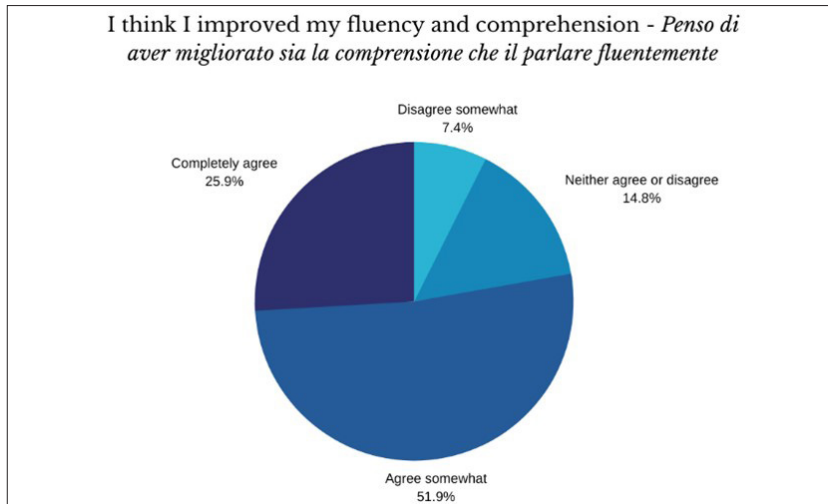 I think I improved my fluency and comprehension - Penso di
aver migliorato sia la comprensione che il parlare fluentemente
Disagree somewhat
7.4%
Completely agree
25.9%
Neither agree or disagree
14.8%
Agree somewhat
51.9%